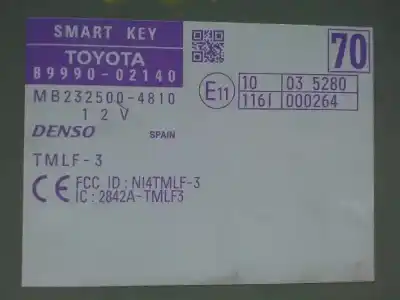 SMART KEY
TOYOTA
89990-02140
MB232500-4810
12V
DENSO SPAIN
TMLF-3
CE FCC ID : NI4TMLF-3
IC : 2842A-TMLF3
70
E11 10 03 5280
116I 000264